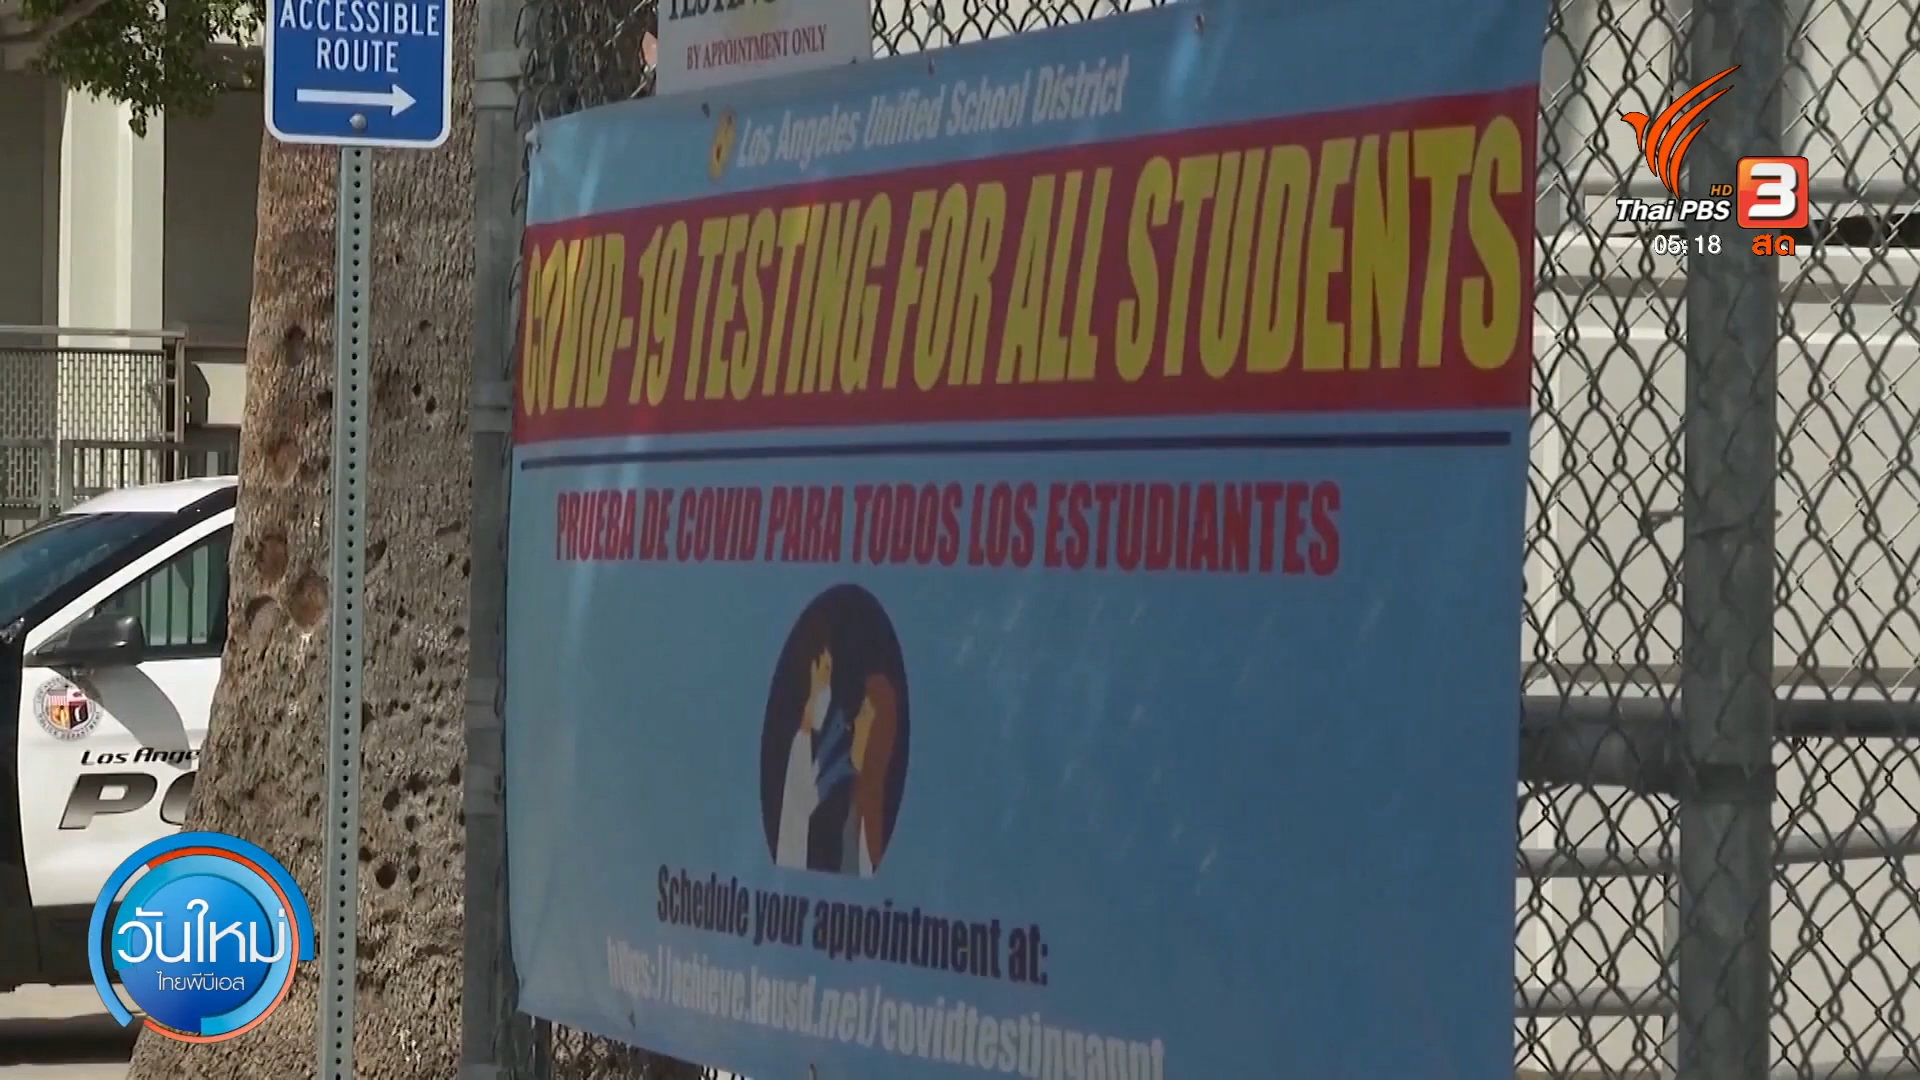 ACCESSIBLE
ROUTE
BY APPOINTMENT ONLY
Los Angeles Unified School District
COVID-19 TESTING FOR ALL STUDENTS
PRUEBA DE COVID PARA TODOS LOS ESTUDIANTES
Schedule your appointment at:
https://achieve.lausd.net/covidtestingappt
Los Ange
PO
HD
Thai PBS 3
05:18 สด
วันใหม่
ไทยพีบีเอส